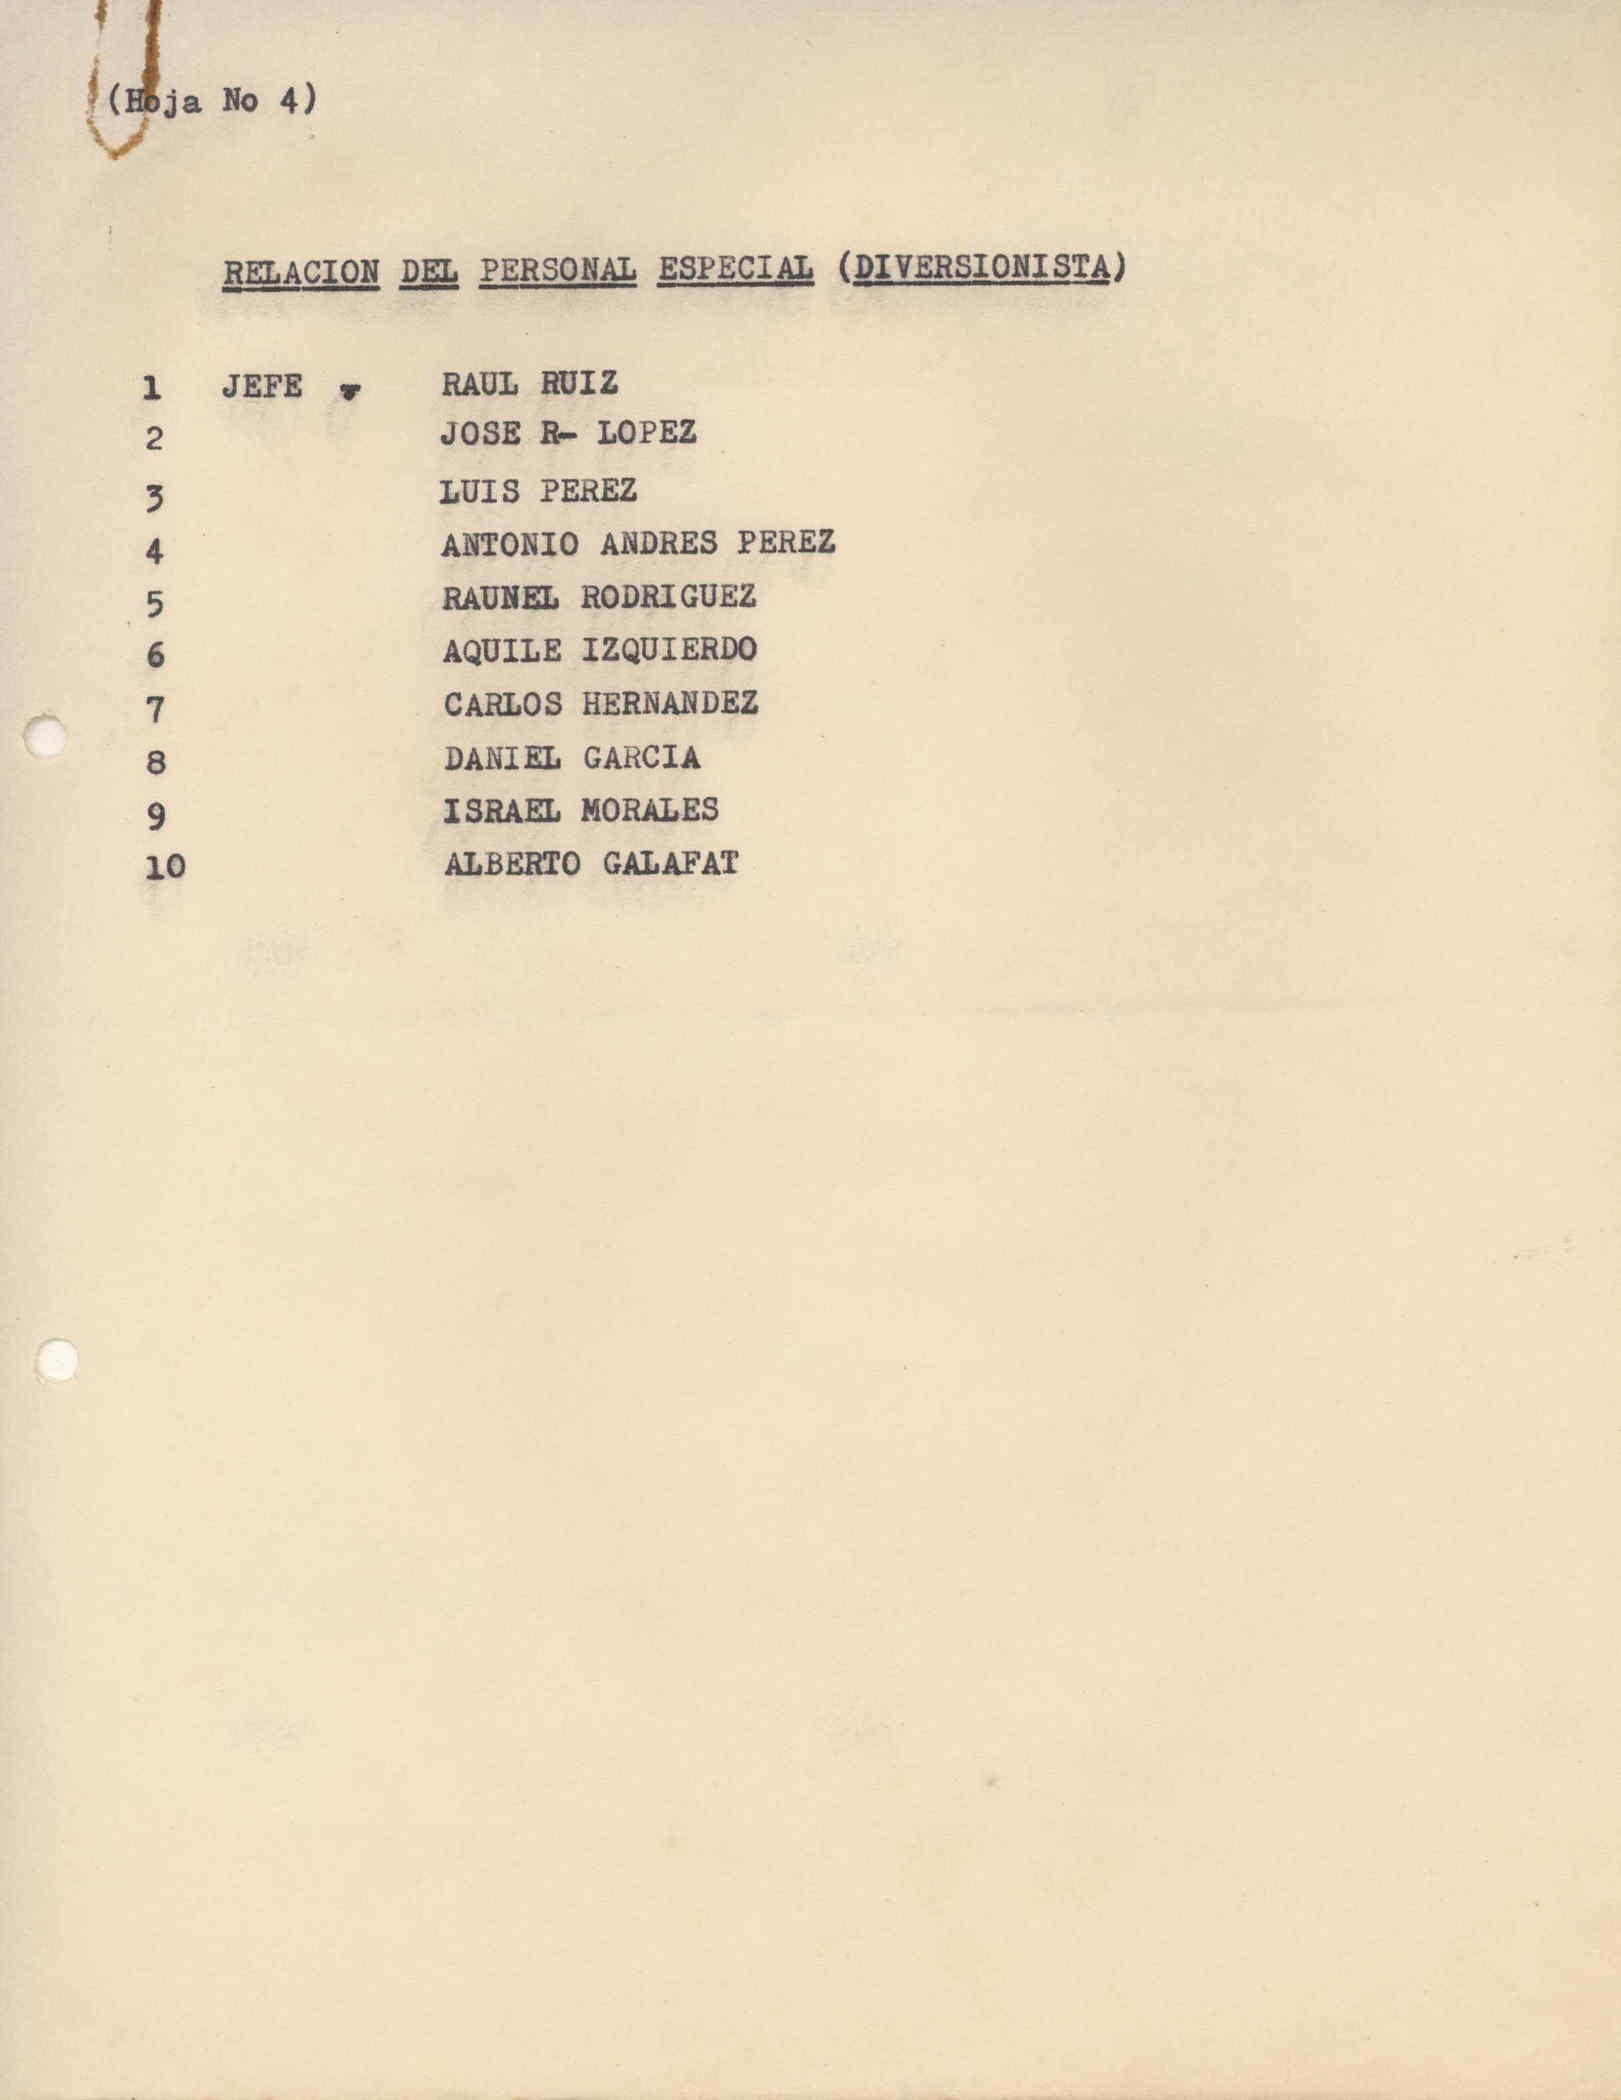 (Hoja No 4)
RELACION DEL PERSONAL ESPECIAL (DIVERSIONISTA)
1 JEFE RAUL RUIZ
2 JOSE R- LOPEZ
3 LUIS PEREZ
4 ANTONIO ANDRES PEREZ
5 RAUNEL RODRIGUEZ
6 AQUILE IZQUIERDO
7 CARLOS HERNANDEZ
8 DANIEL GARCIA
9 ISRAEL MORALES
10 ALBERTO GALAFAT